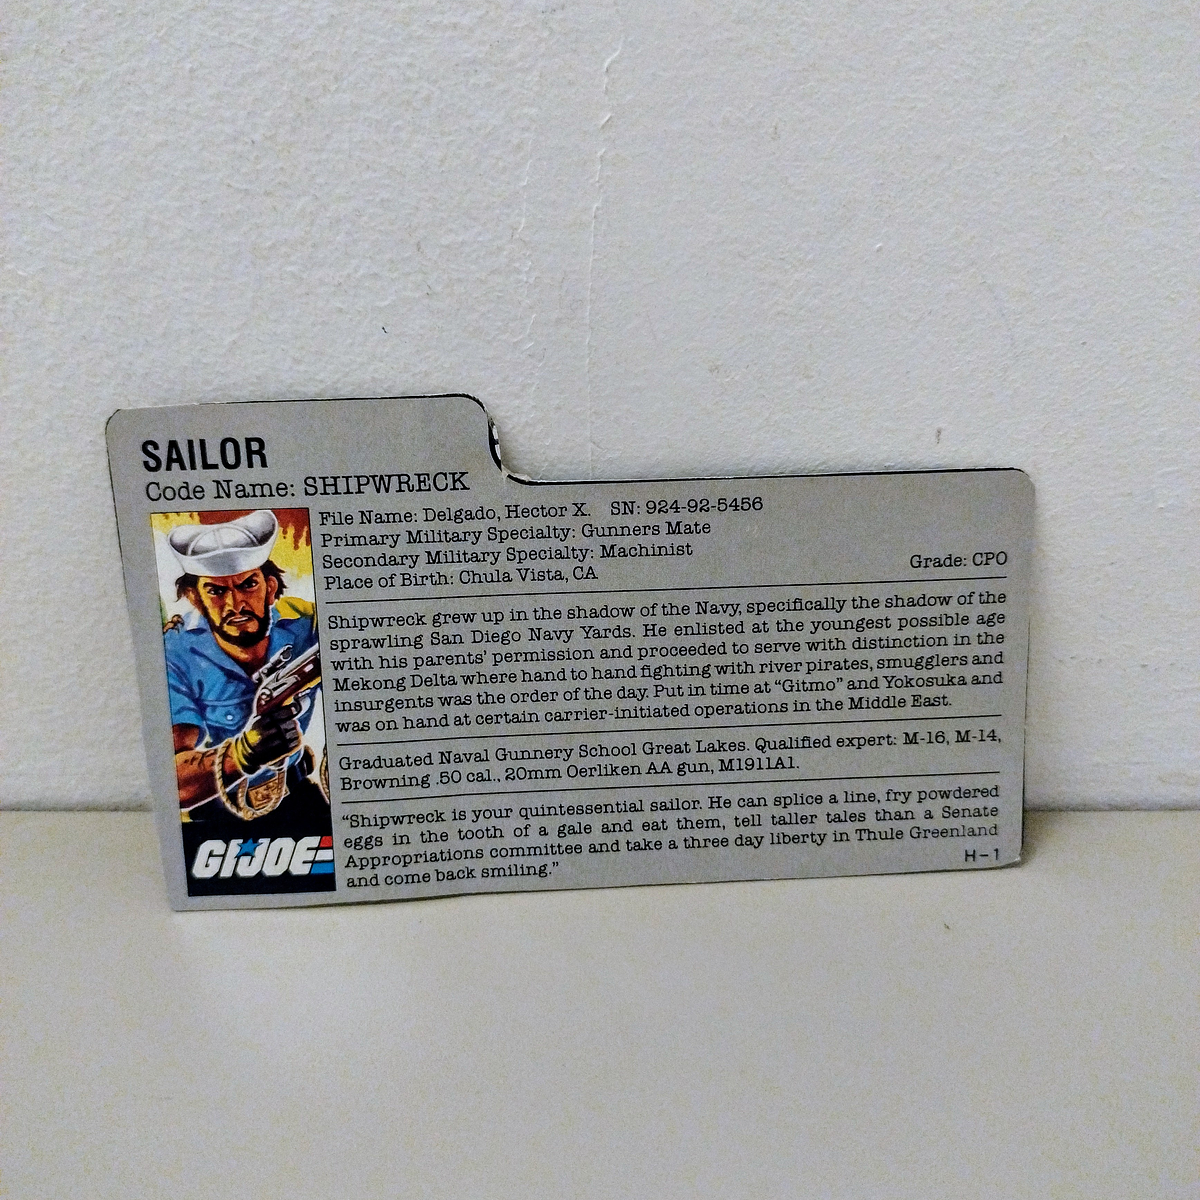 SAILOR
Code Name: SHIPWRECK
File Name: Delgado, Hector X. SN: 924-92-5456
Primary Military Specialty: Gunners Mate
Secondary Military Specialty: Machinist
Place of Birth: Chula Vista, CA
Grade: CPO
Shipwreck grew up in the shadow of the Navy, specifically the shadow of the
sprawling San Diego Navy Yards. He enlisted at the youngest possible age
with his parents' permission and proceeded to serve with distinction in the
Mekong Delta where hand to hand fighting with river pirates, smugglers and
insurgents was the order of the day. Put in time at “Gitmo” and Yokosuka and
was on hand at certain carrier-initiated operations in the Middle East.
Graduated Naval Gunnery School Great Lakes. Qualified expert: M-16, M-14,
Browning .50 cal., 20mm Oerliken AA gun, M1911A1.
“Shipwreck is your quintessential sailor. He can splice a line, fry powdered
eggs in the tooth of a gale and eat them, tell taller tales than a Senate
Appropriations committee and take a three day liberty in Thule Greenland
and come back smiling.”
H-1
GI JOE